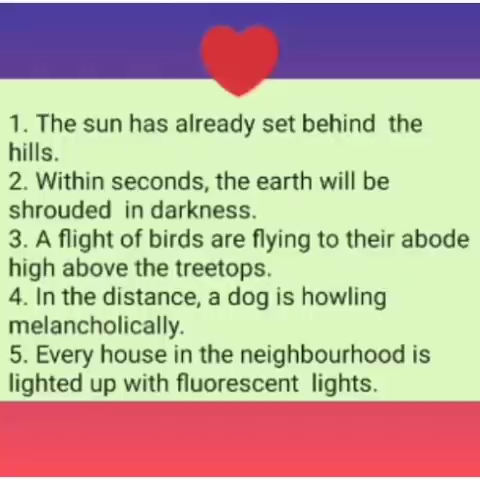 1. The sun has already set behind the
hills.
2. Within seconds, the earth will be
shrouded in darkness.
3. A flight of birds are flying to their abode
high above the treetops.
4. In the distance, a dog is howling
melancholically.
5. Every house in the neighbourhood is
lighted up with fluorescent lights.